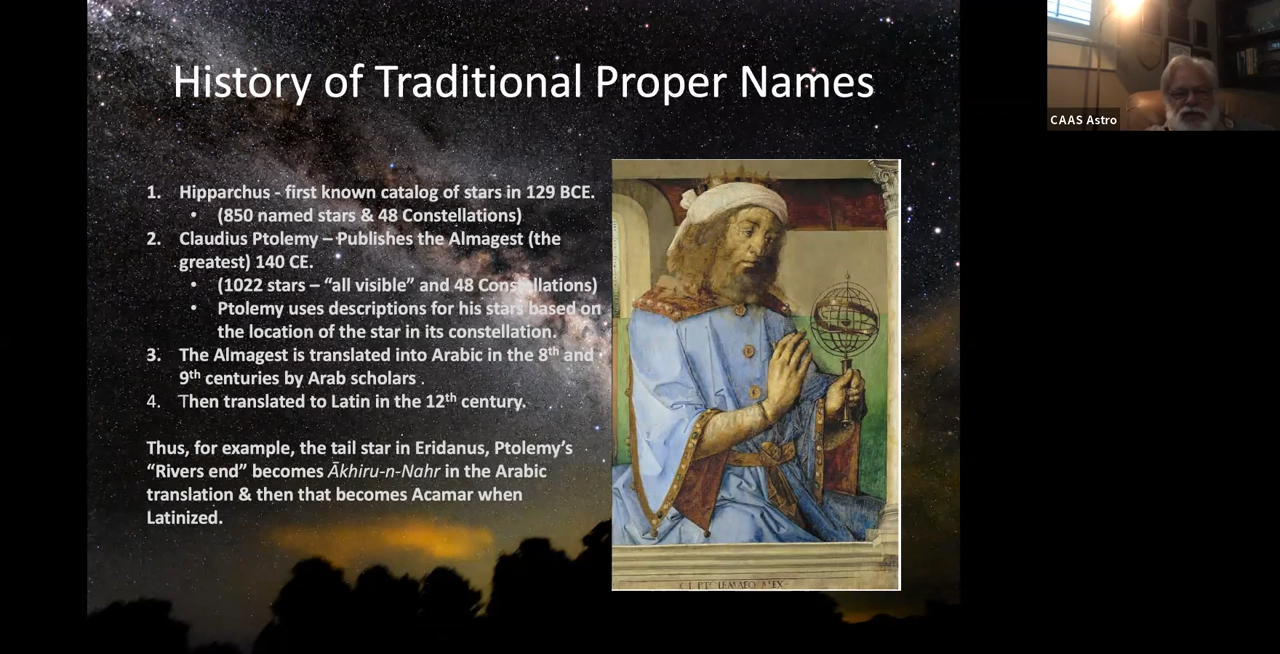 History of Traditional Proper Names
CAAS Astro
1. Hipparchus - first known catalog of stars in 129 BCE.
• (850 named stars & 48 Constellations)
2. Claudius Ptolemy – Publishes the Almagest (the
greatest) 140 CE.
• (1022 stars – “all visible” and 48 Constellations)
• Ptolemy uses descriptions for his stars based on
the location of the star in its constellation.
3. The Almagest is translated into Arabic in the 8th and
9th centuries by Arab scholars .
4. Then translated to Latin in the 12th century.
Thus, for example, the tail star in Eridanus, Ptolemy’s
“Rivers end” becomes Ākhiru-n-Nahr in the Arabic
translation & then that becomes Acamar when
Latinized.